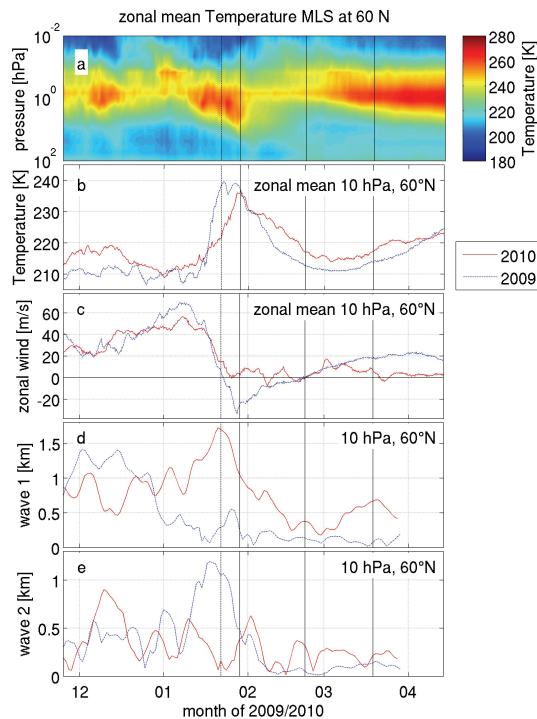 zonal mean Temperature MLS at 60 N
pressure [hPa]
10-2
100
102
a
280
260
240
220
200
180
Temperature [K]
Temperature [K]
240
230
220
210
b
zonal mean 10 hPa, 60°N
2010
2009
zonal wind [m/s]
60
40
20
0
-20
c
zonal mean 10 hPa, 60°N
wave 1 [km]
1.5
1
0.5
0
d
10 hPa, 60°N
wave 2 [km]
1
0.5
0
e
10 hPa, 60°N
12 01 02 03 04
month of 2009/2010